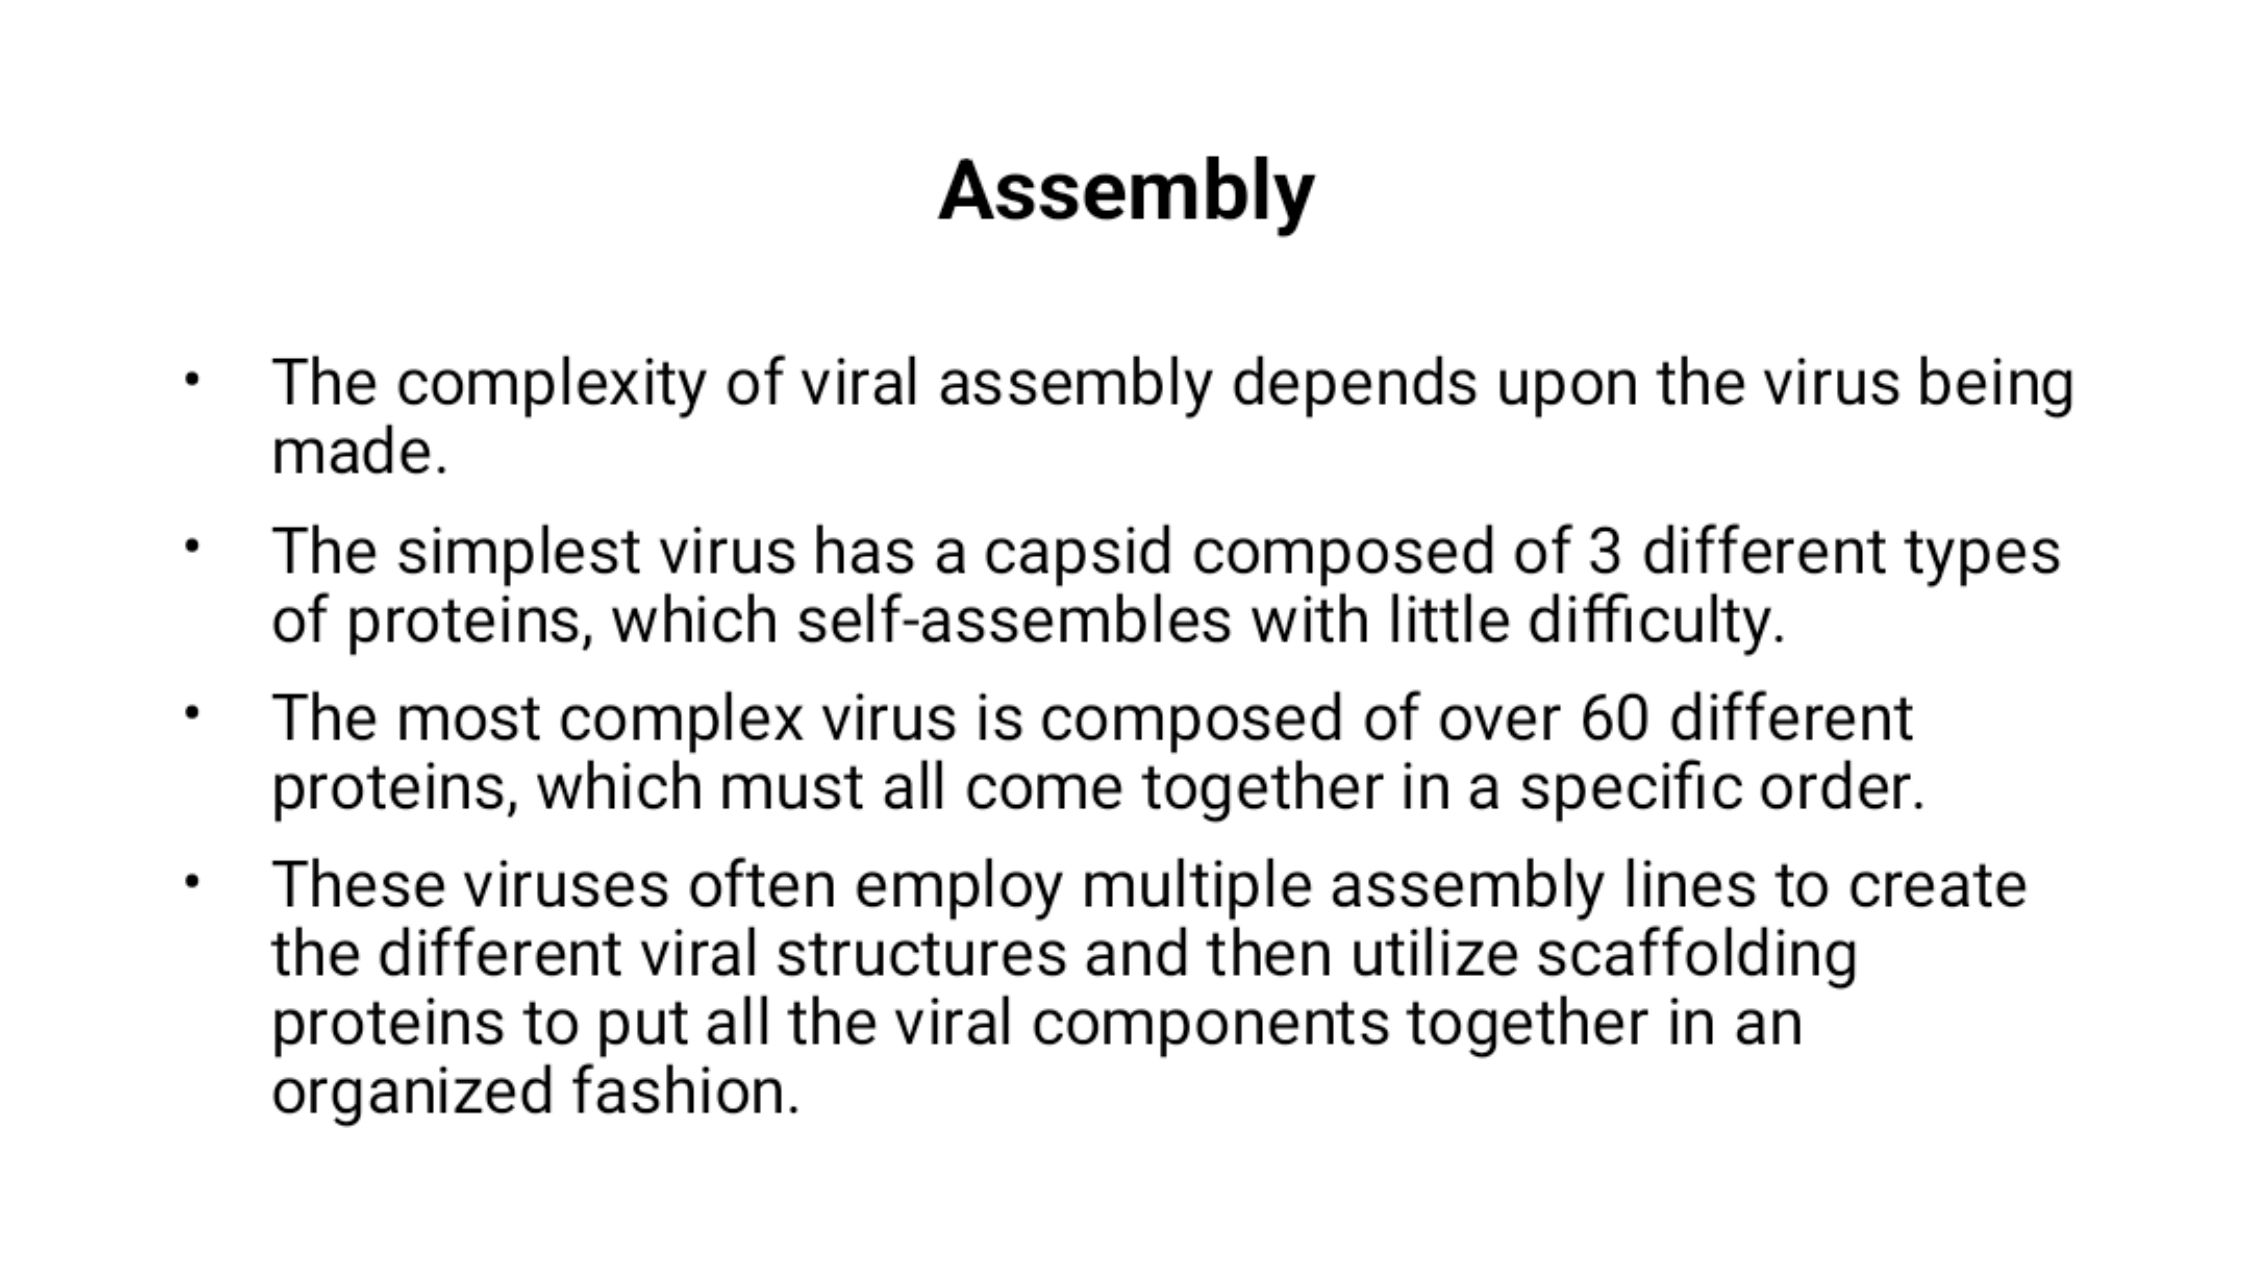 Assembly
• The complexity of viral assembly depends upon the virus being
made.
• The simplest virus has a capsid composed of 3 different types
of proteins, which self-assembles with little difficulty.
• The most complex virus is composed of over 60 different
proteins, which must all come together in a specific order.
• These viruses often employ multiple assembly lines to create
the different viral structures and then utilize scaffolding
proteins to put all the viral components together in an
organized fashion.